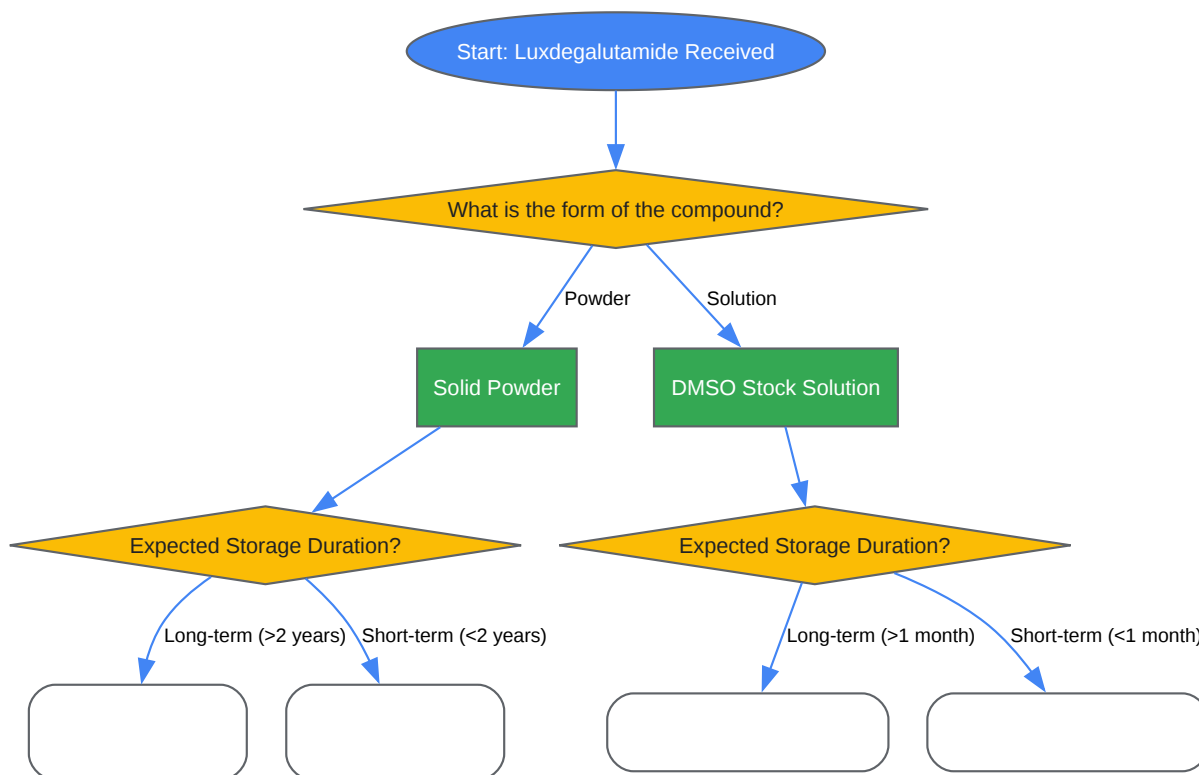 Start: Luxdegalutamide Received
What is the form of the compound?
Powder
Solution
Solid Powder
DMSO Stock Solution
Expected Storage Duration?
Expected Storage Duration?
Long-term (>2 years)
Short-term (<2 years)
Long-term (>1 month)
Short-term (<1 month)